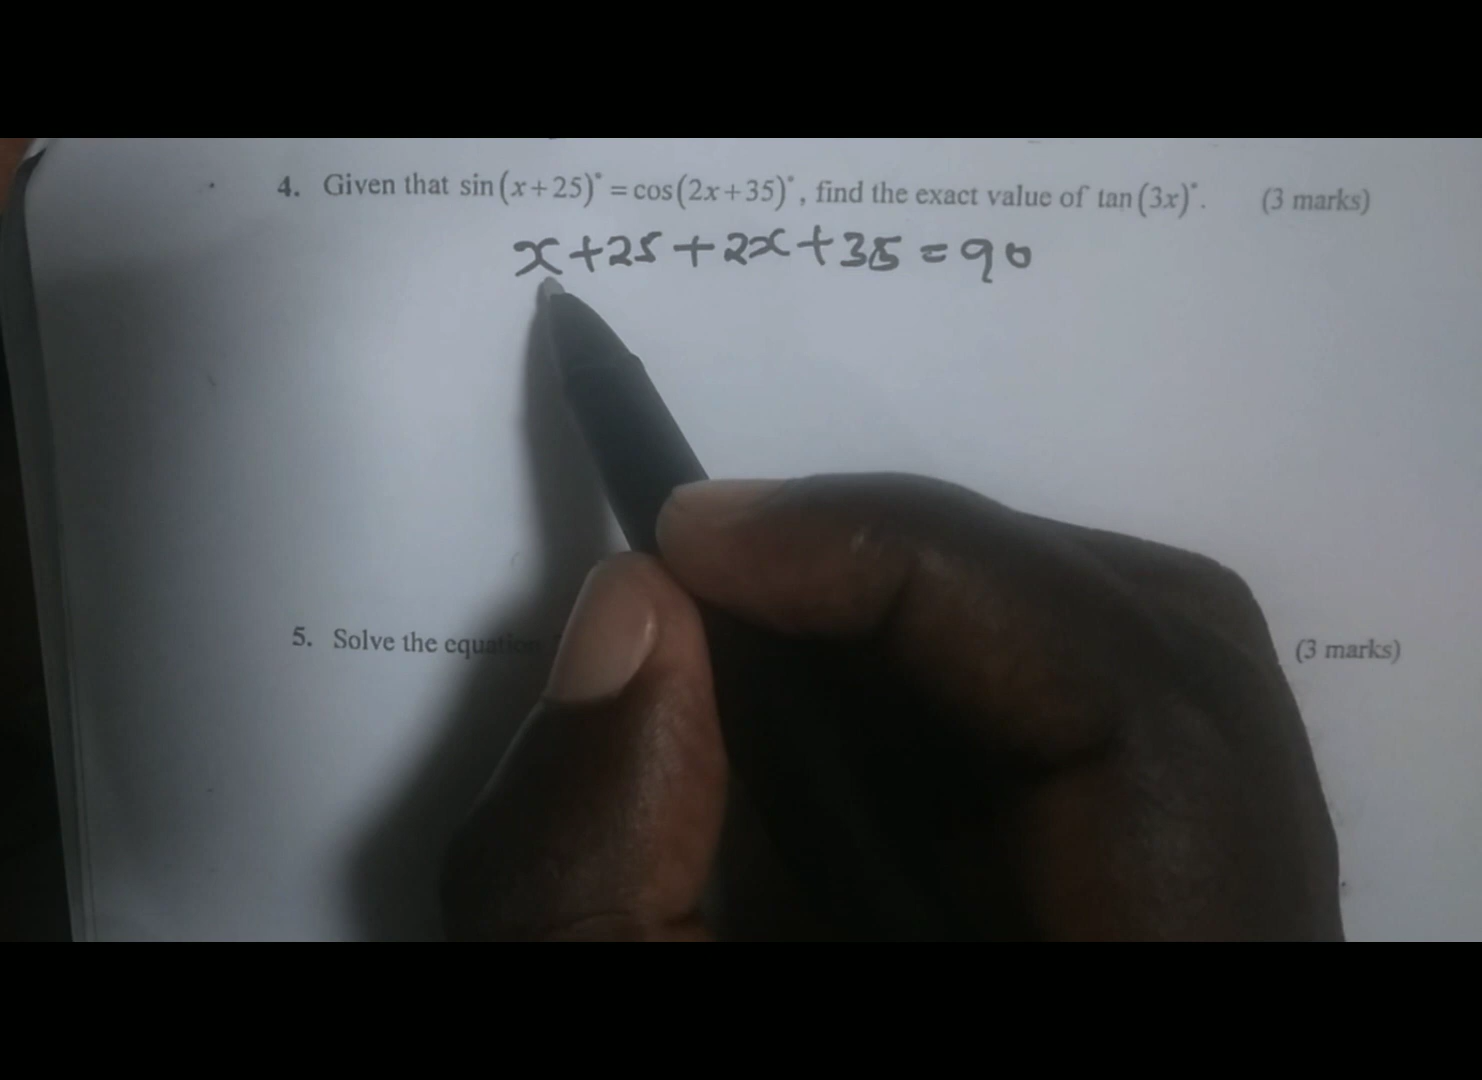 4. Given that sin(x+25)° = cos(2x+35)°, find the exact value of tan(3x)°. (3 marks)
x+25+2x+35=90
5. Solve the equation (3 marks)